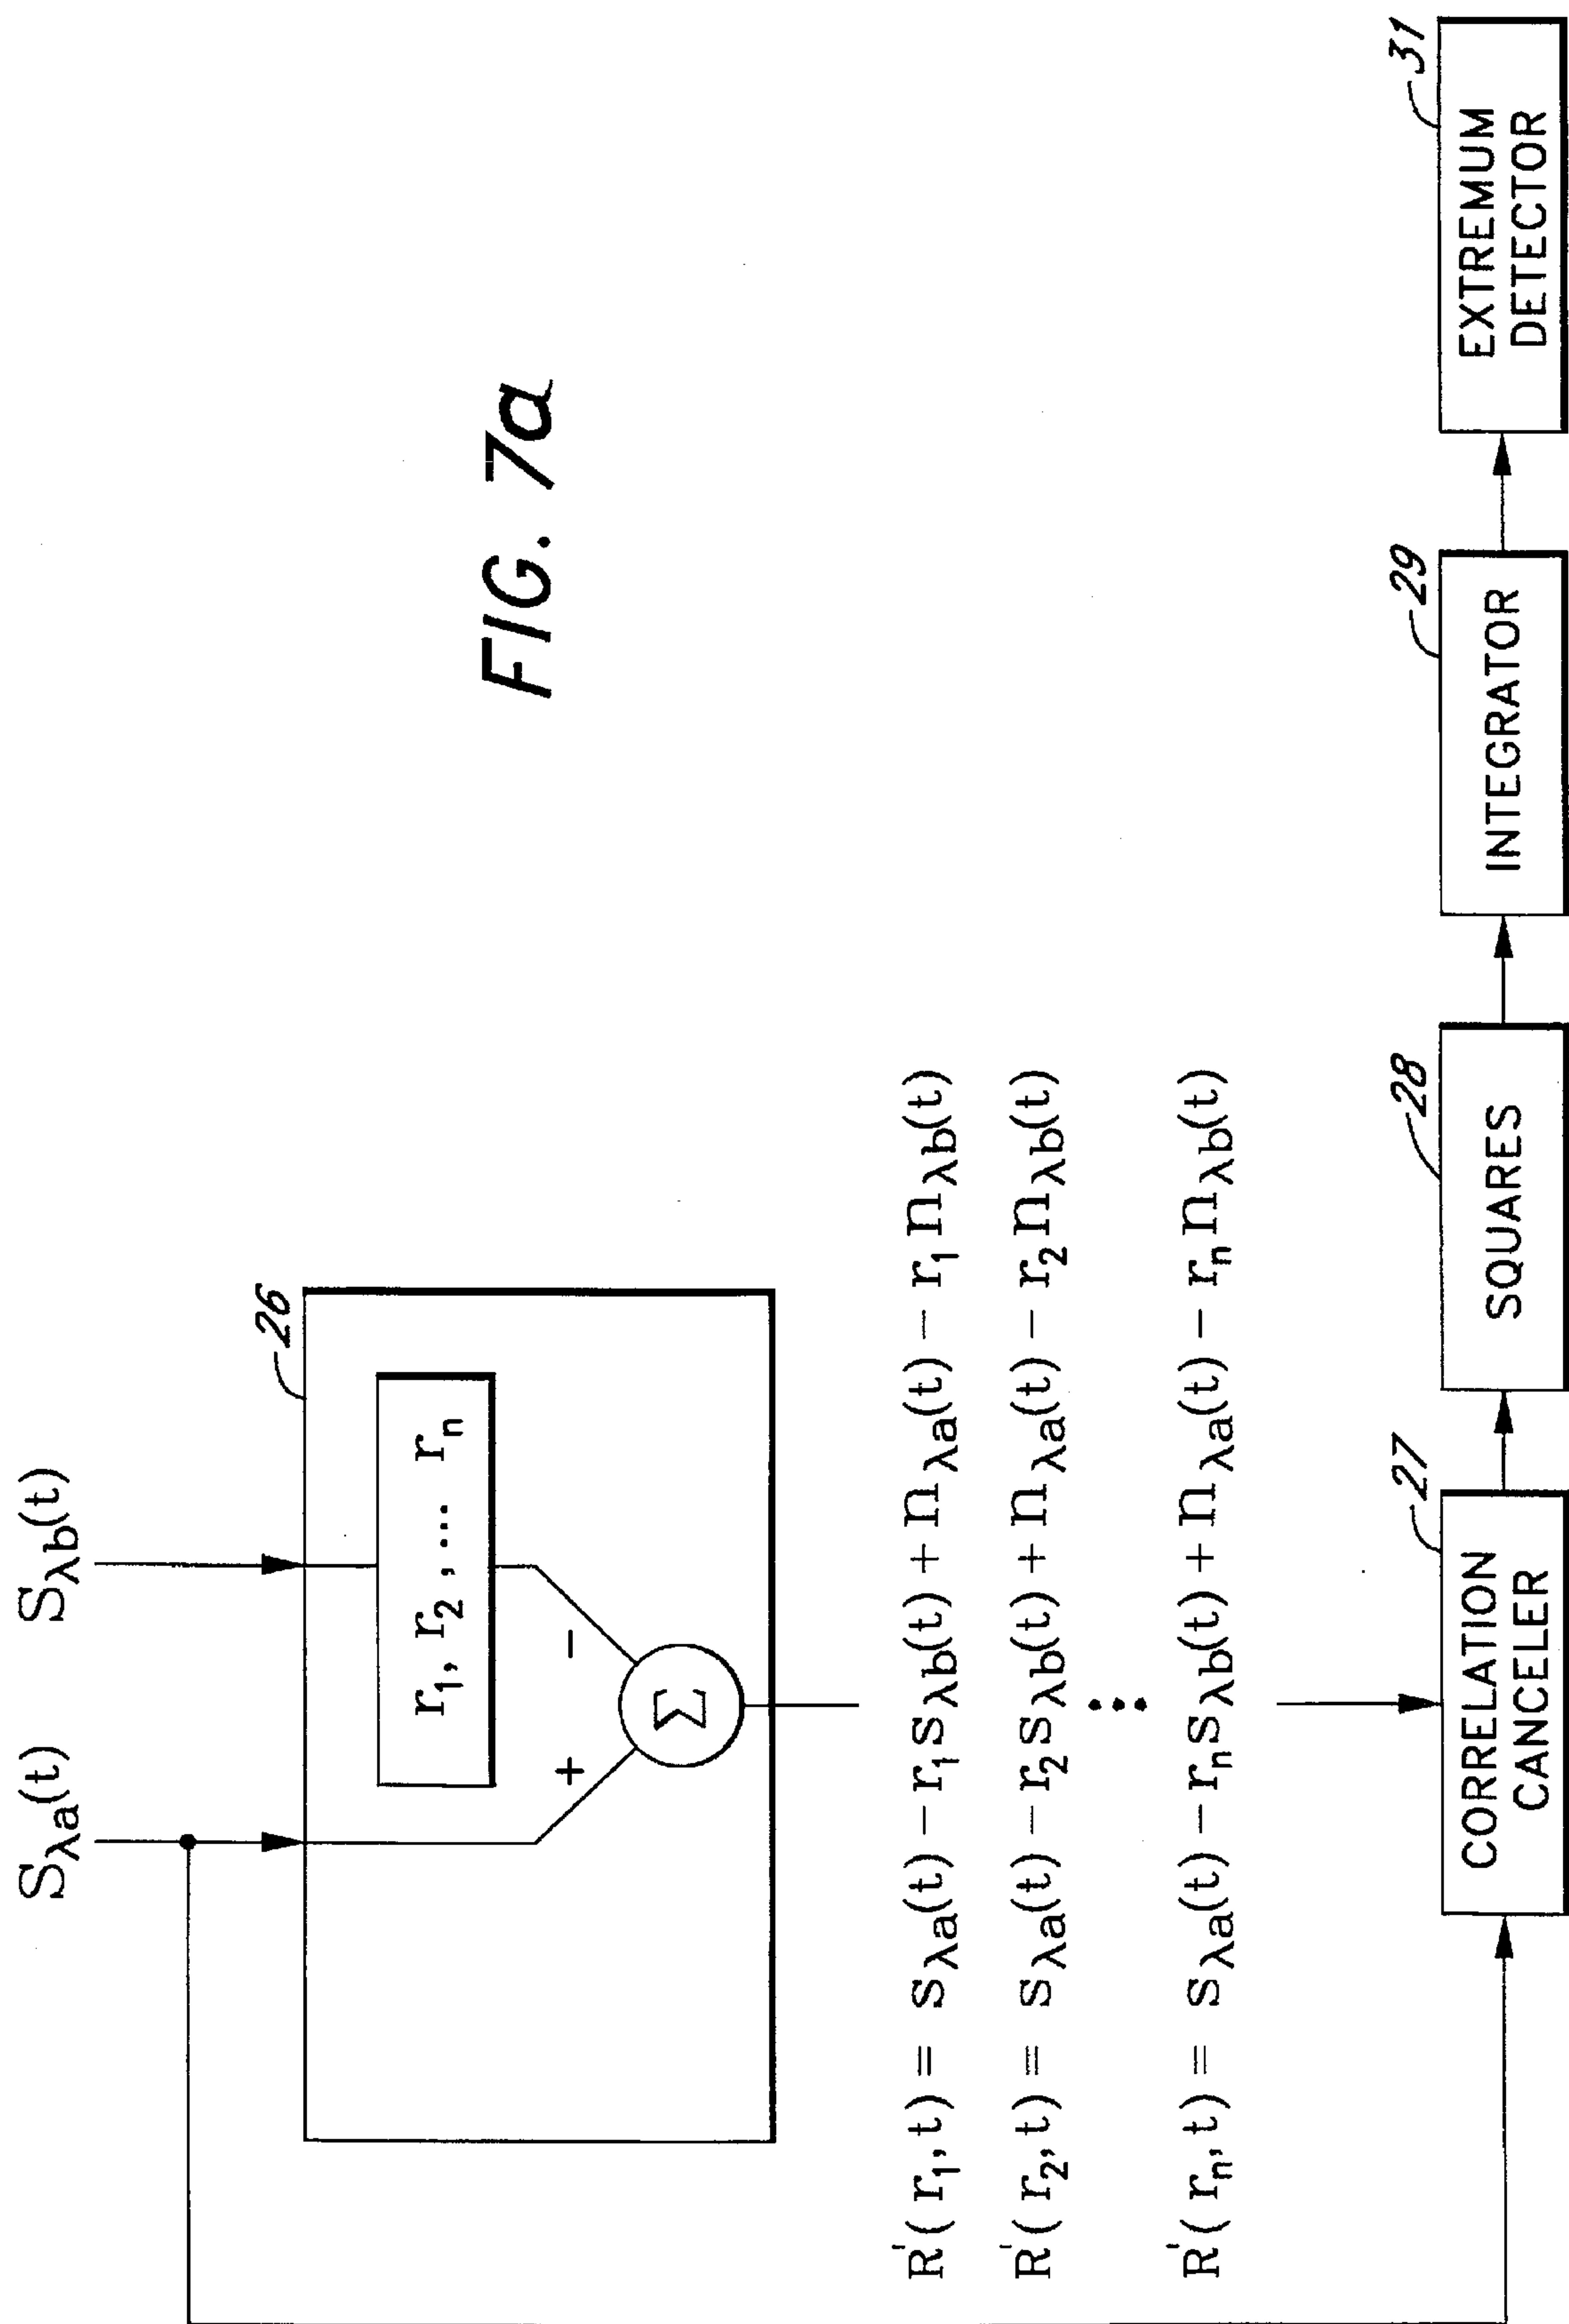 FIG. 7a
Sλa(t)
Sλb(t)
26
r₁, r₂, ... rₙ
+
−
Σ
R'(r₁,t) = sλa(t) − r₁sλb(t) + nλa(t) − r₁nλb(t)
R'(r₂,t) = sλa(t) − r₂sλb(t) + nλa(t) − r₂nλb(t)
⋮
R'(rₙ,t) = sλa(t) − rₙsλb(t) + nλa(t) − rₙnλb(t)
27
CORRELATION
CANCELER
28
SQUARES
29
INTEGRATOR
31
EXTREMUM
DETECTOR